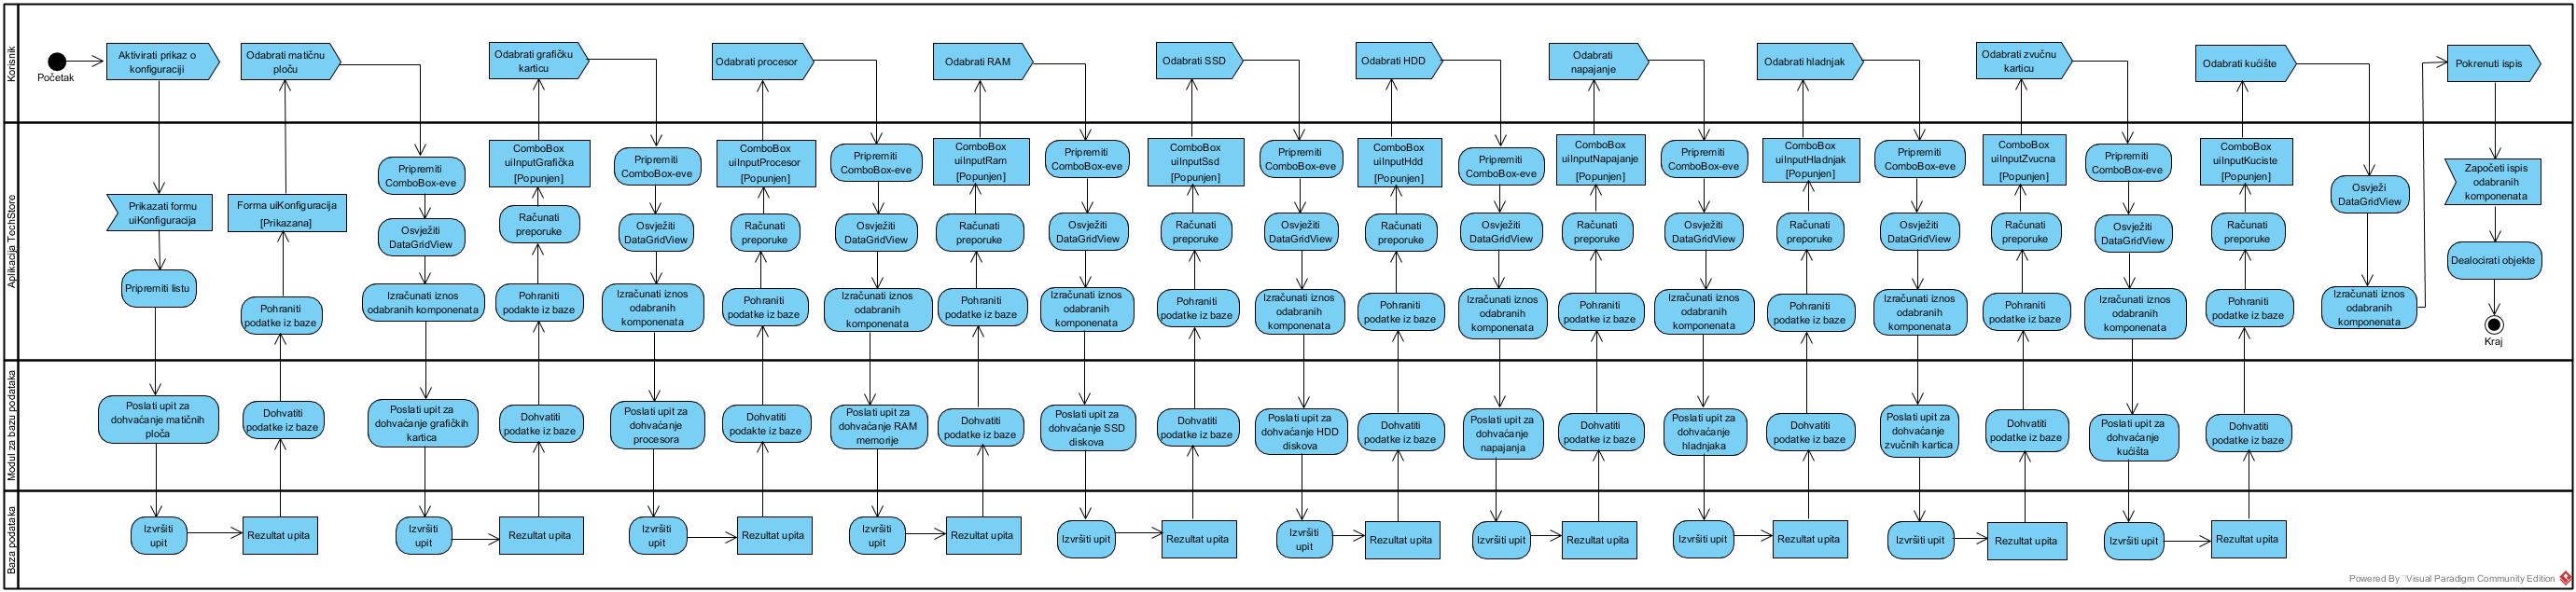 Korisnik
Početak
Aktivirati prikaz o
konfiguraciji
Odabrati matičnu
ploču
Odabrati grafičku
karticu
Odabrati procesor
Odabrati RAM
Odabrati SSD
Odabrati HDD
Odabrati
napajanje
Odabrati hladnjak
Odabrati zvučnu
karticu
Odabrati kućište
Pokrenuti ispis
Aplikacija TechStore
Prikazati formu
uiKonfiguracija
Pripremiti listu
Forma uiKonfiguracija
[Prikazana]
Pohraniti
podatke iz baze
Pripremiti
ComboBox-eve
Osvježiti
DataGridView
Izračunati iznos
odabranih komponenata
ComboBox
uiInputGrafička
[Popunjen]
Računati
preporuke
Pohraniti
podakte iz baze
Pripremiti
ComboBox-eve
Osvježiti
DataGridView
Izračunati iznos
odabranih
komponenata
ComboBox
uiInputProcesor
[Popunjen]
Računati
preporuke
Pohraniti
podatke iz baze
Pripremiti
ComboBox-eve
Osvježiti
DataGridView
Izračunati iznos
odabranih
komponenata
ComboBox
uiInputRam
[Popunjen]
Računati
preporuke
Pohraniti
podatke iz baze
Pripremiti
ComboBox-eve
Osvježiti
DataGridView
Izračunati iznos
odabranih
komponenata
ComboBox
uiInputSsd
[Popunjen]
Računati
preporuke
Pohraniti
podatke iz baze
Pripremiti
ComboBox-eve
Osvježiti
DataGridView
Izračunati iznos
odabranih
komponenata
ComboBox
uiInputHdd
[Popunjen]
Računati
preporuke
Pohraniti
podatke iz baze
Pripremiti
ComboBox-eve
Osvježiti
DataGridView
Izračunati iznos
odabranih
komponenata
ComboBox
uiInputNapajanje
[Popunjen]
Računati
preporuke
Pohraniti
podatke iz baze
Pripremiti
ComboBox-eve
Osvježiti
DataGridView
Izračunati iznos
odabranih
komponenata
ComboBox
uiInputHladnjak
[Popunjen]
Računati
preporuke
Pohraniti
podatke iz baze
Pripremiti
ComboBox-eve
Osvježiti
DataGridView
Izračunati iznos
odabranih
komponenata
ComboBox
uiInputZvucna
[Popunjen]
Računati
preporuke
Pohraniti
podatke iz baze
Pripremiti
ComboBox-eve
Osvježiti
DataGridView
Izračunati iznos
odabranih
komponenata
ComboBox
uiInputKuciste
[Popunjen]
Računati
preporuke
Pohraniti
podatke iz baze
Osvježi
DataGridView
Izračunati iznos
odabranih
komponenata
Započeti ispis
odabranih
komponenata
Dealocirati objekte
Kraj
Modul za bazu podataka
Poslati upit za
dohvaćanje matičnih
ploča
Dohvatiti
podatke iz baze
Poslati upit za
dohvaćanje grafičkih
kartica
Dohvatiti
podatke iz baze
Poslati upit za
dohvaćanje
procesora
Dohvatiti
podakte iz baze
Poslati upit za
dohvaćanje RAM
memorije
Dohvatiti
podatke iz baze
Poslati upit za
dohvaćanje SSD
diskova
Dohvatiti
podatke iz baze
Poslati upit za
dohvaćanje HDD
diskova
Dohvatiti
podatke iz baze
Poslati upit za
dohvaćanje
napajanja
Dohvatiti
podatke iz baze
Poslati upit za
dohvaćanje
hladnjaka
Dohvatiti
podatke iz baze
Poslati upit za
dohvaćanje
zvučnih kartica
Dohvatiti
podatke iz baze
Poslati upit za
dohvaćanje
kućišta
Dohvatiti
podatke iz baze
Baza podataka
Izvršiti
upit
Rezultat upita
Izvršiti
upit
Rezultat upita
Izvršiti
upit
Rezultat upita
Izvršiti
upit
Rezultat upita
Izvršiti upit
Rezultat upita
Izvršiti
upit
Rezultat upita
Izvršiti upit
Rezultat upita
Izvršiti upit
Rezultat upita
Izvršiti upit
Rezultat upita
Izvršiti upit
Rezultat upita
Powered By Visual Paradigm Community Edition